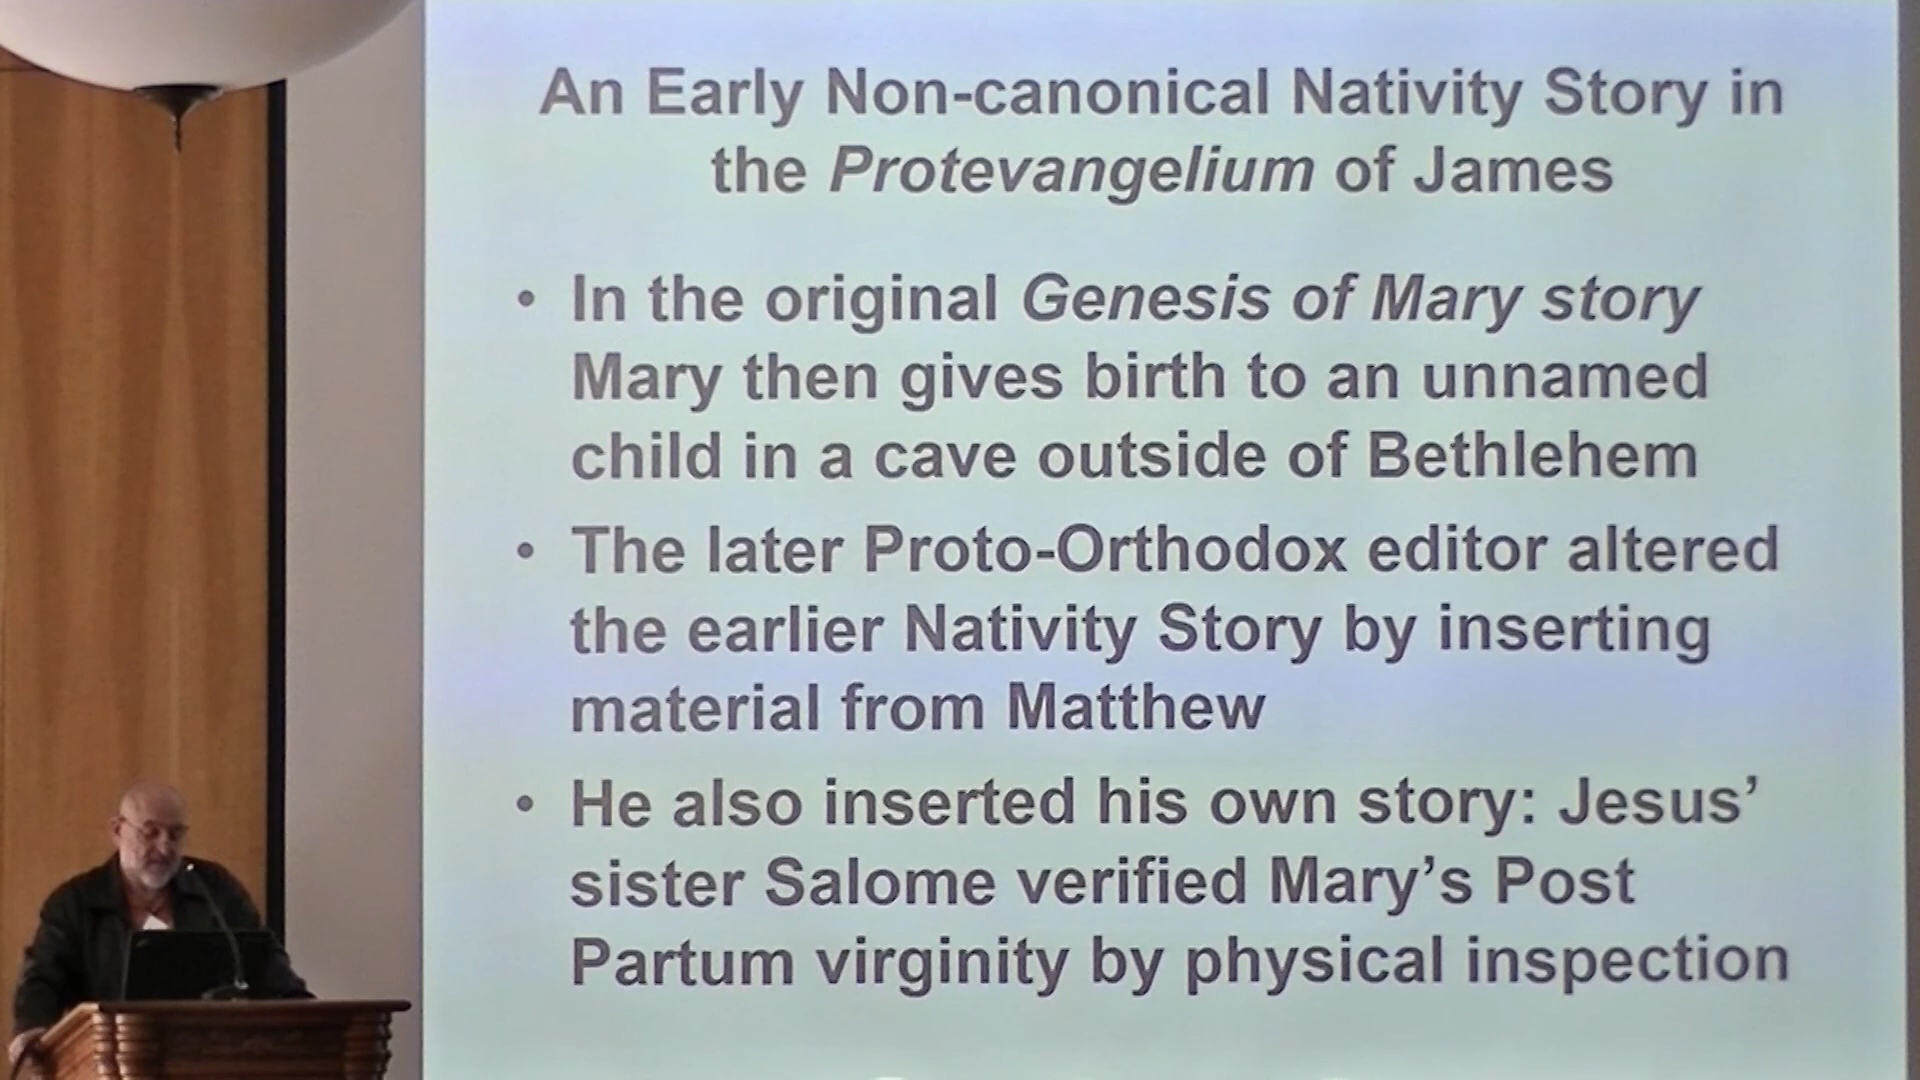 An Early Non-canonical Nativity Story in
the Protevangelium of James
• In the original Genesis of Mary story
Mary then gives birth to an unnamed
child in a cave outside of Bethlehem
• The later Proto-Orthodox editor altered
the earlier Nativity Story by inserting
material from Matthew
• He also inserted his own story: Jesus’
sister Salome verified Mary’s Post
Partum virginity by physical inspection